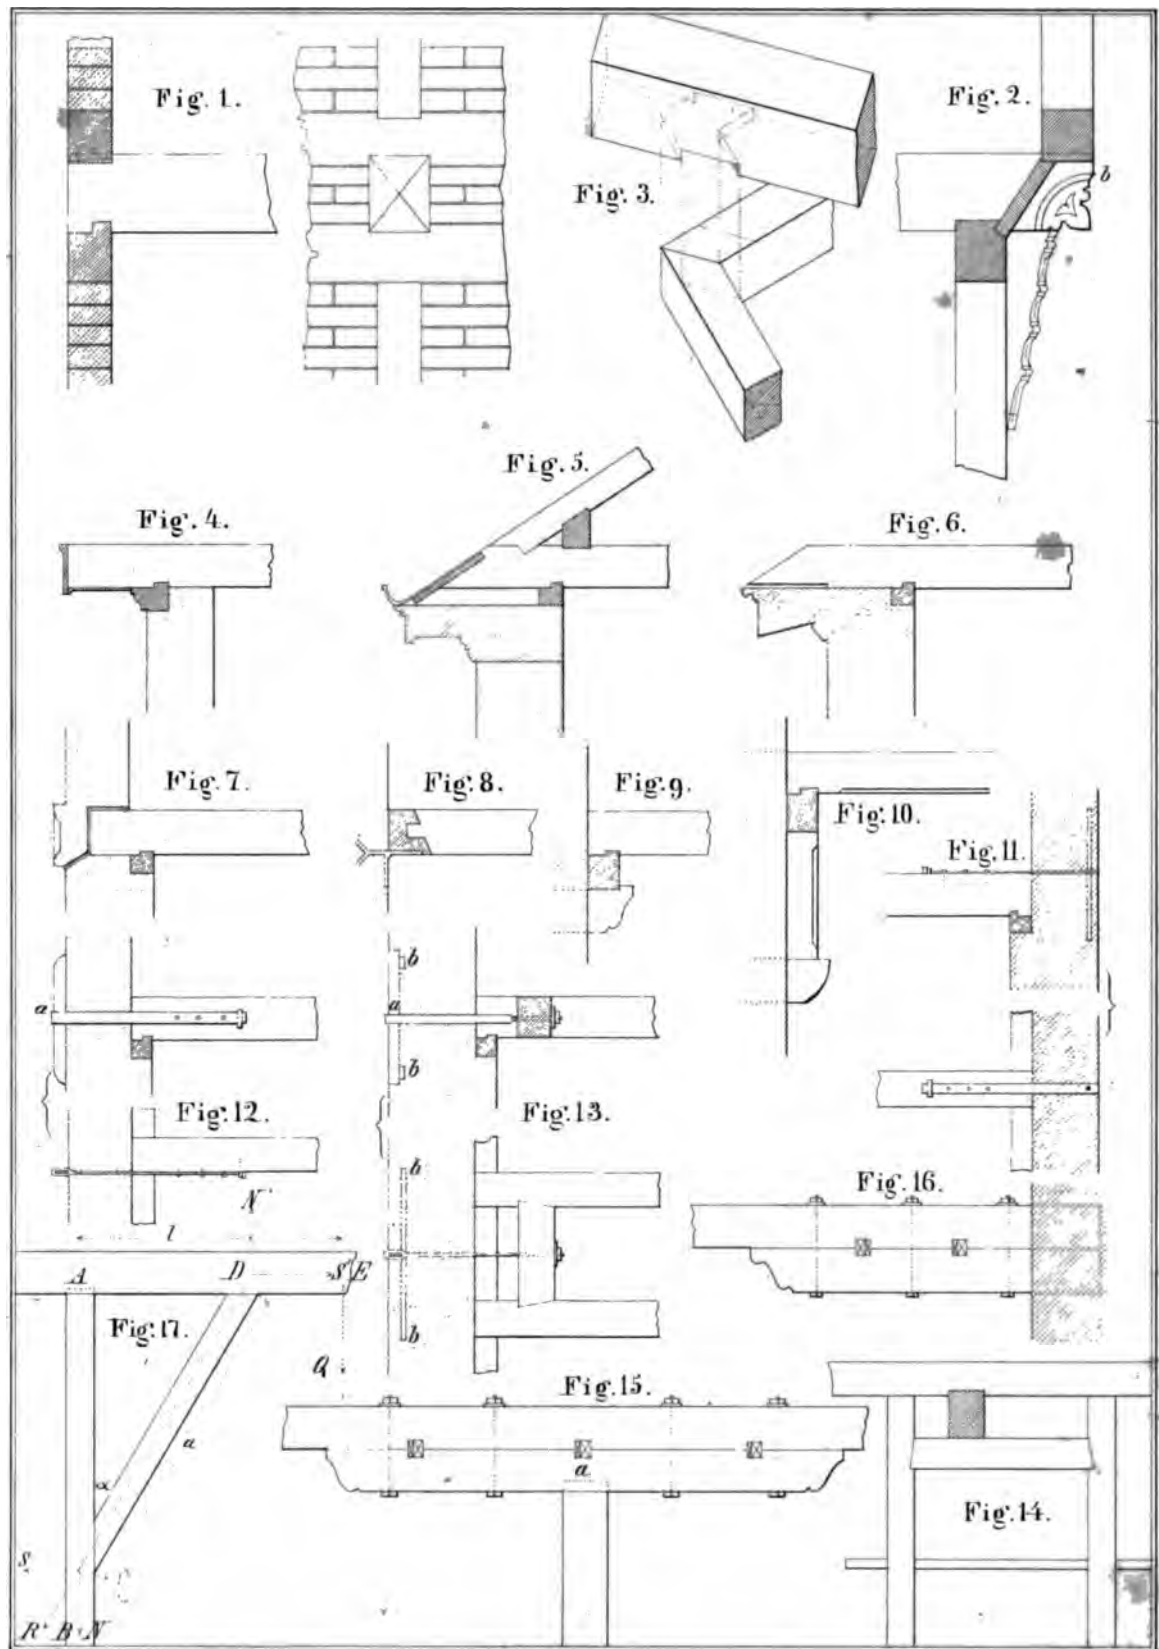 Fig. 1.
Fig. 2.
b
Fig. 3.
Fig. 5.
Fig. 4.
Fig. 6.
Fig. 7.
Fig. 8.
Fig. 9.
Fig. 10.
Fig. 11.
b
a
a
b
Fig. 12.
Fig. 13.
b
N
Fig. 16.
l
A
D
S
E
Fig. 17.
b
Q
Fig. 15.
a
a
α
Fig. 14.
S
C
R
B
N